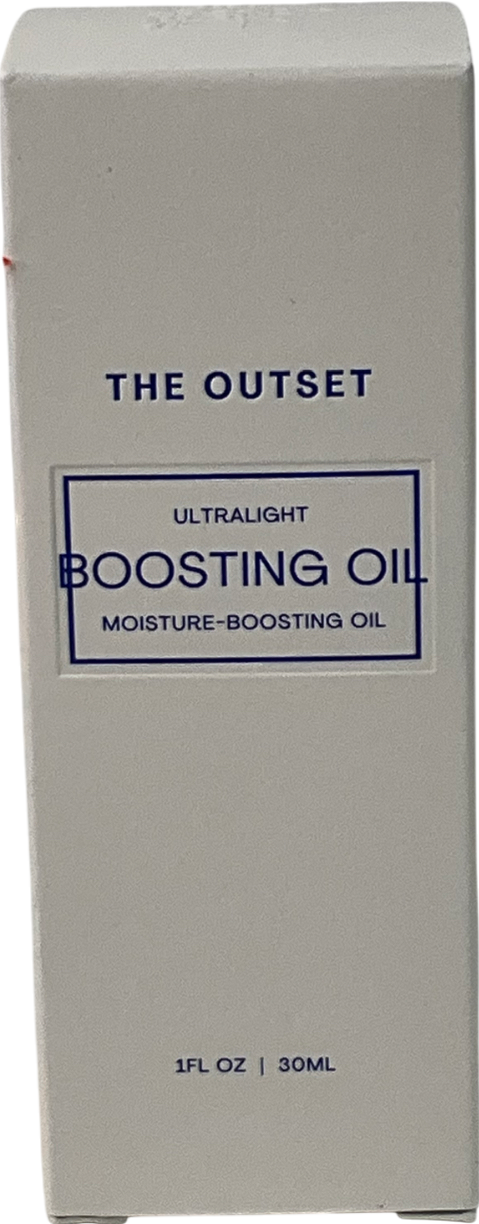 THE OUTSET
ULTRALIGHT
BOOSTING OIL
MOISTURE-BOOSTING OIL
1FL OZ | 30ML